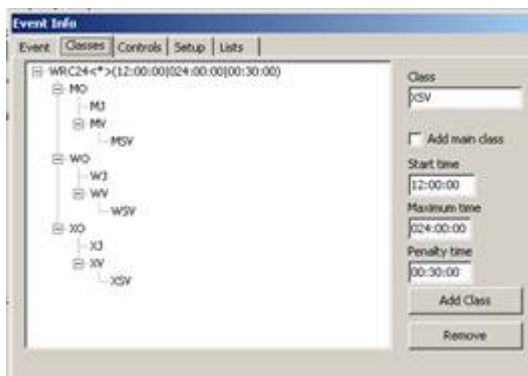 Event Info
Event Classes Controls Setup Lists
WRC24<*>(12:00:00|024:00:00|00:30:00)
MO
MJ
MV
MSV
WO
WJ
WV
WSV
XO
XJ
XV
XSV
Class
XSV
Add main class
Start time
12:00:00
Maximum time
024:00:00
Penalty time
00:30:00
Add Class
Remove